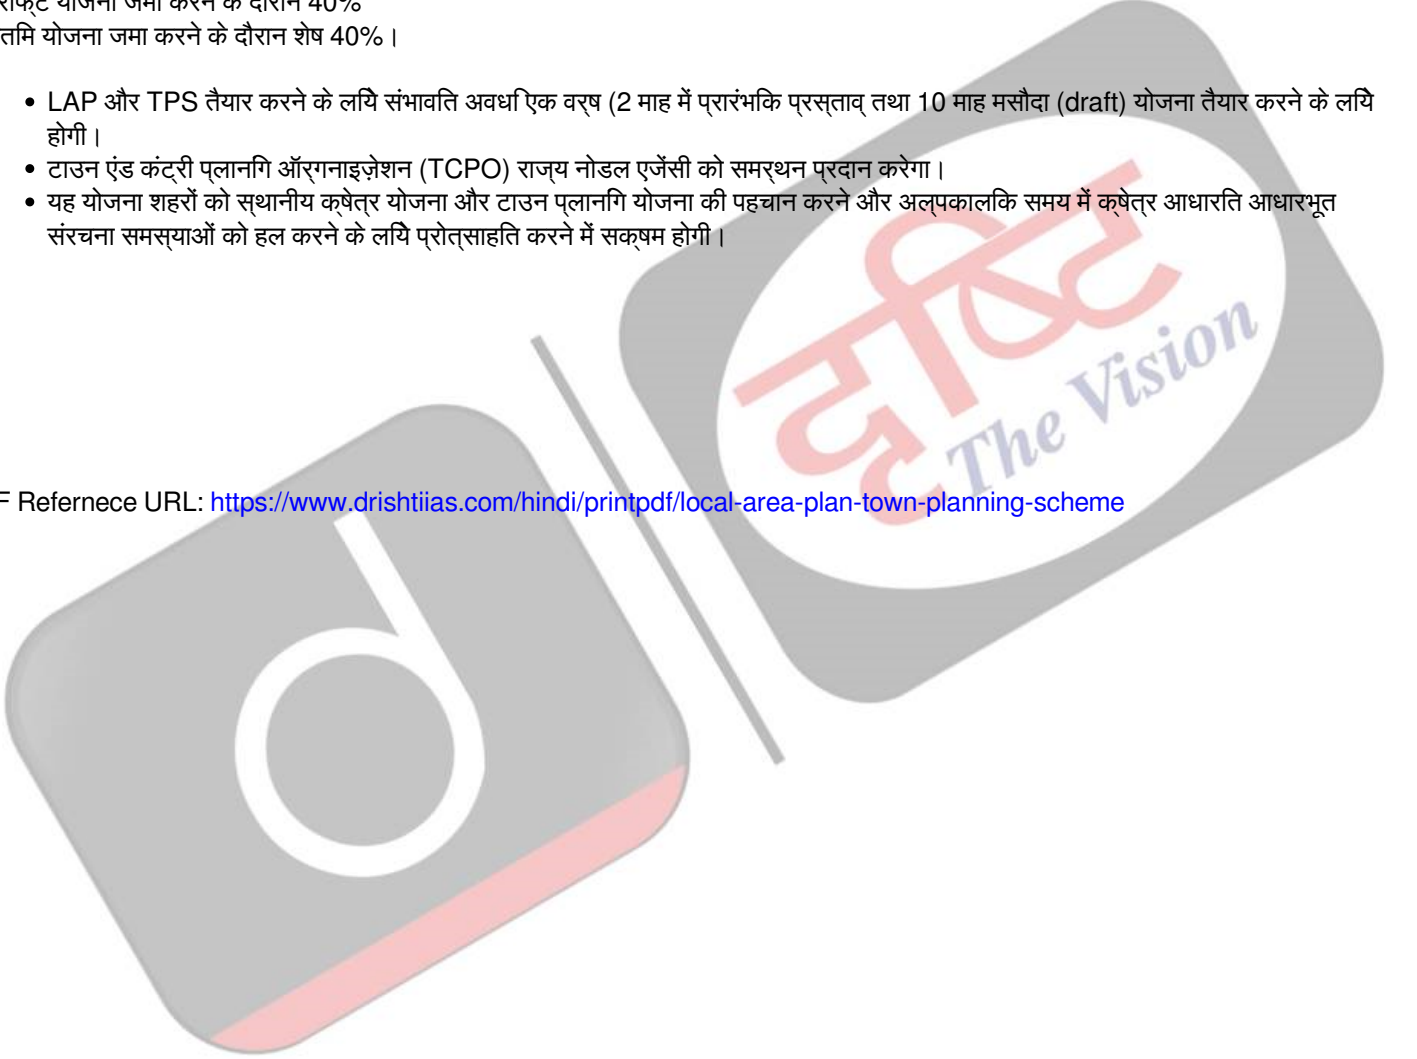 योजना जमा करने के दौरान 40%
योजना जमा करने के दौरान शेष 40%।
• LAP और TPS तैयार करने के लिये संभावित अवधि एक वर्ष (2 माह में प्रारंभिक प्रस्ताव् तथा 10 माह मसौदा (draft) योजना तैयार करने के लिये
होगी।
• टाउन एंड कंट्री प्लानिंग ऑर्गनाइज़ेशन (TCPO) राज्य नोडल एजेंसी को समर्थन प्रदान करेगा।
• यह योजना शहरों को स्थानीय क्षेत्र योजना और टाउन प्लानिंग योजना की पहचान करने और अल्पकालिक समय में क्षेत्र आधारित आधारभूत
संरचना समस्याओं को हल करने के लिये प्रोत्साहित करने में सक्षम होगी।
दृष्टि
The Vision
F Refernece URL: https://www.drishtiias.com/hindi/printpdf/local-area-plan-town-planning-scheme